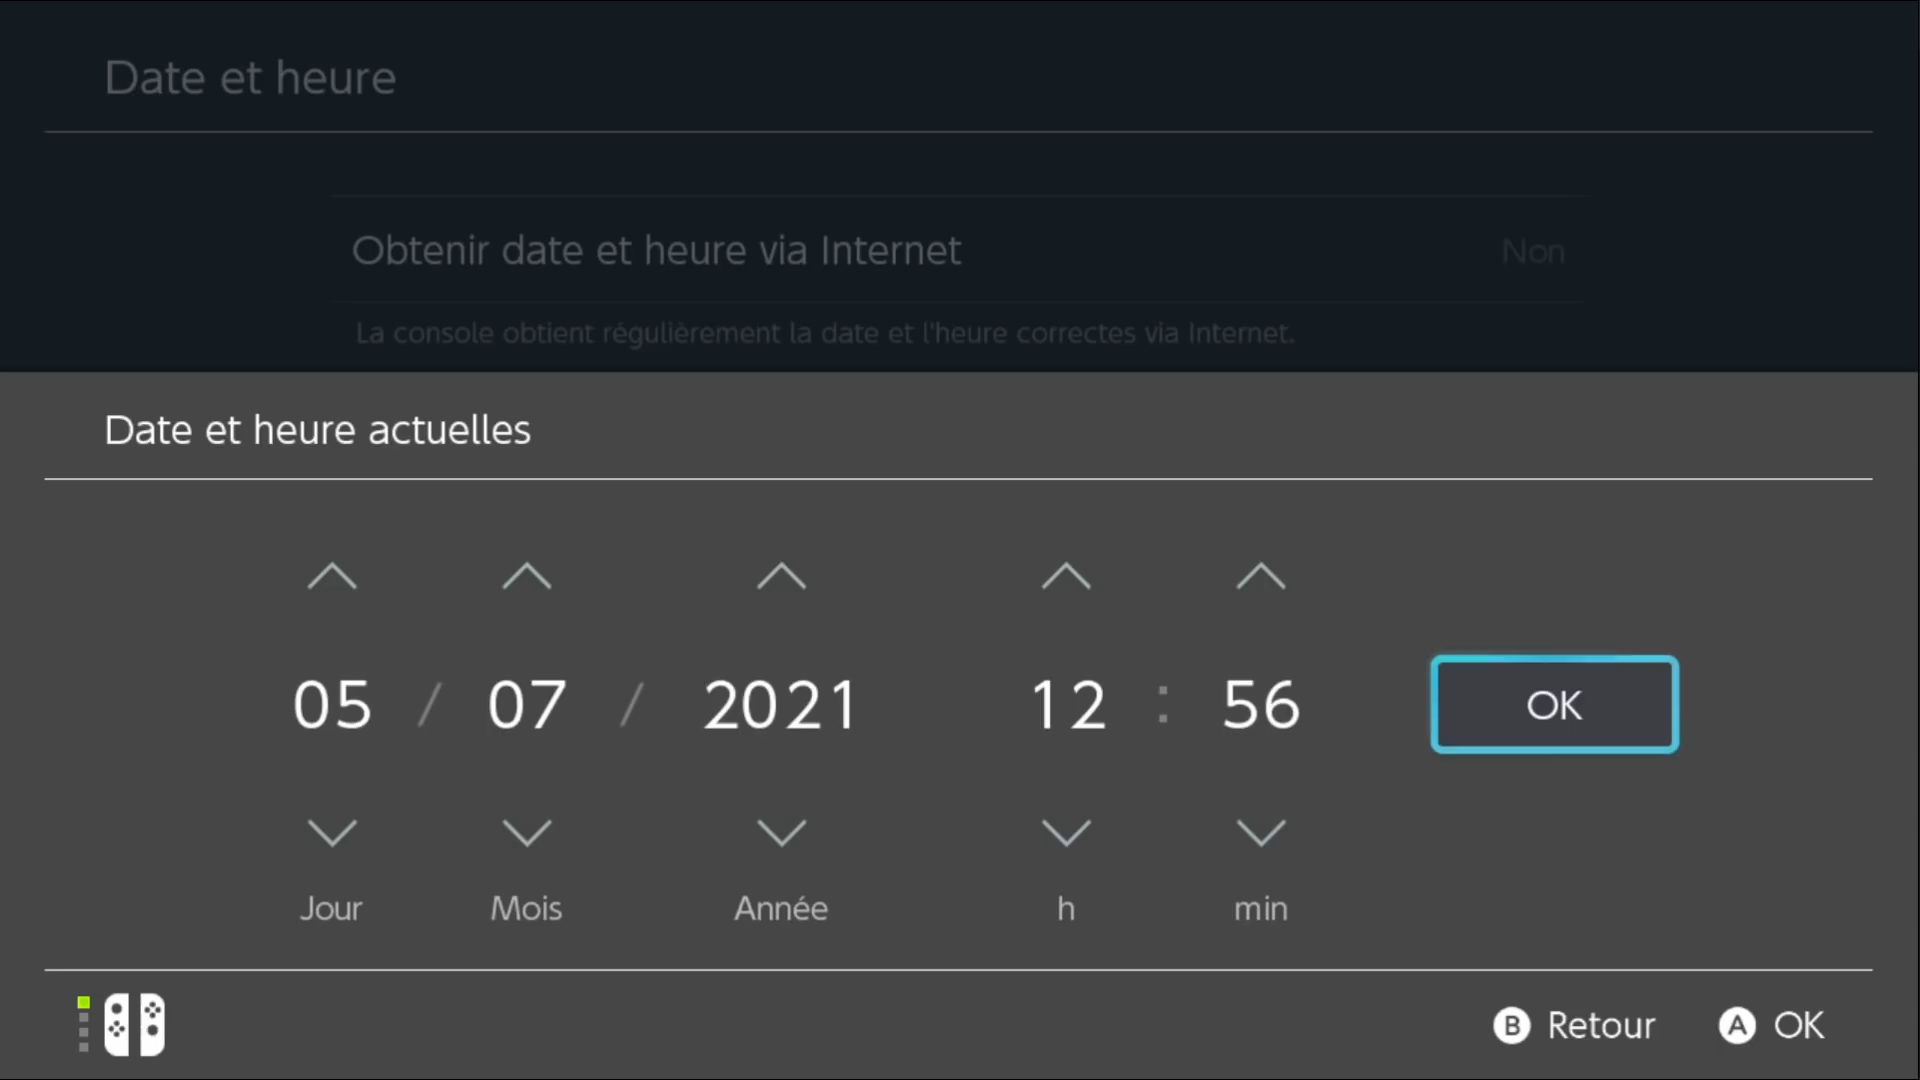 Date et heure
Obtenir date et heure via Internet Non
La console obtient régulièrement la date et l'heure correctes via Internet.
Date et heure actuelles
05 / 07 / 2021 12 : 56 OK
Jour Mois Année h min
B Retour A OK